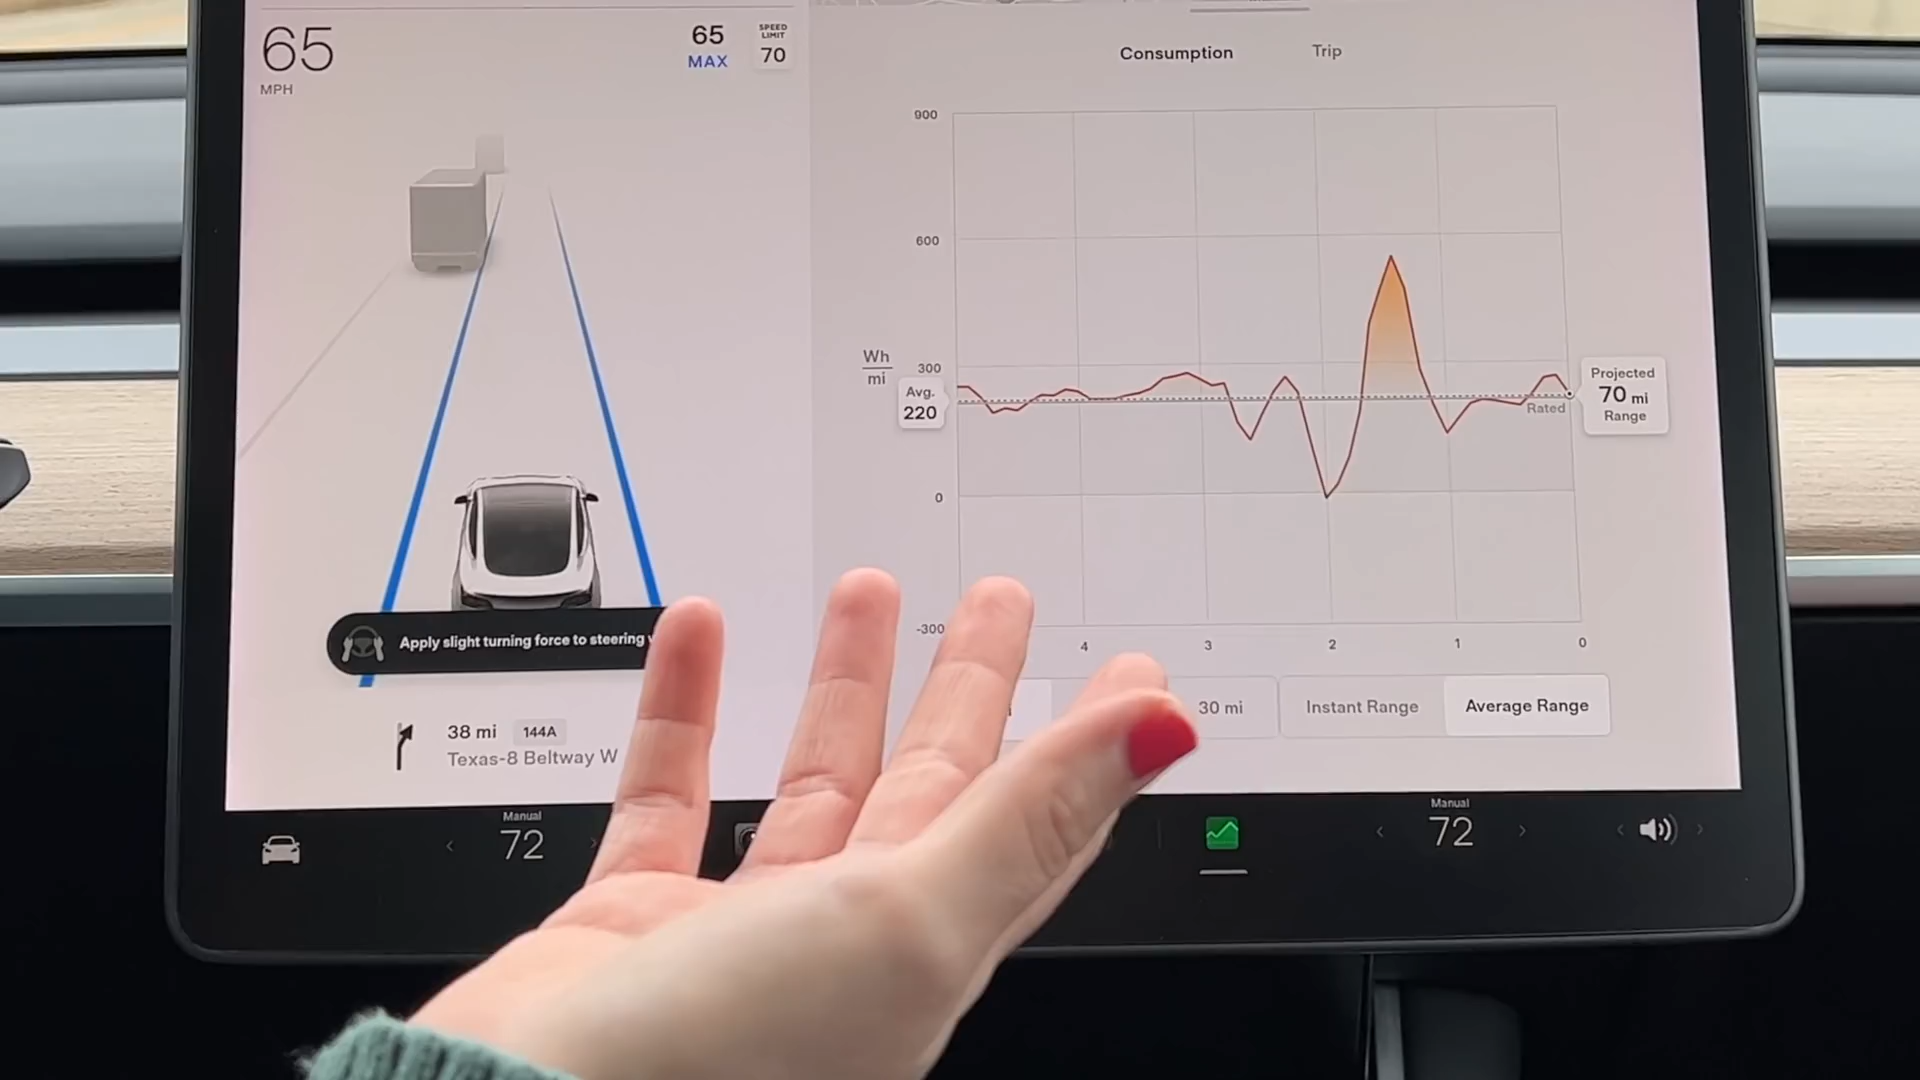 65
MPH
65
MAX
SPEED
LIMIT
70
Apply slight turning force to steering
38 mi
144A
Texas-8 Beltway W
Consumption
Trip
900
600
300
0
-300
Wh
mi
Avg.
220
Rated
Projected
70 mi
Range
4
3
2
1
0
30 mi
Instant Range
Average Range
Manual
72
Manual
72